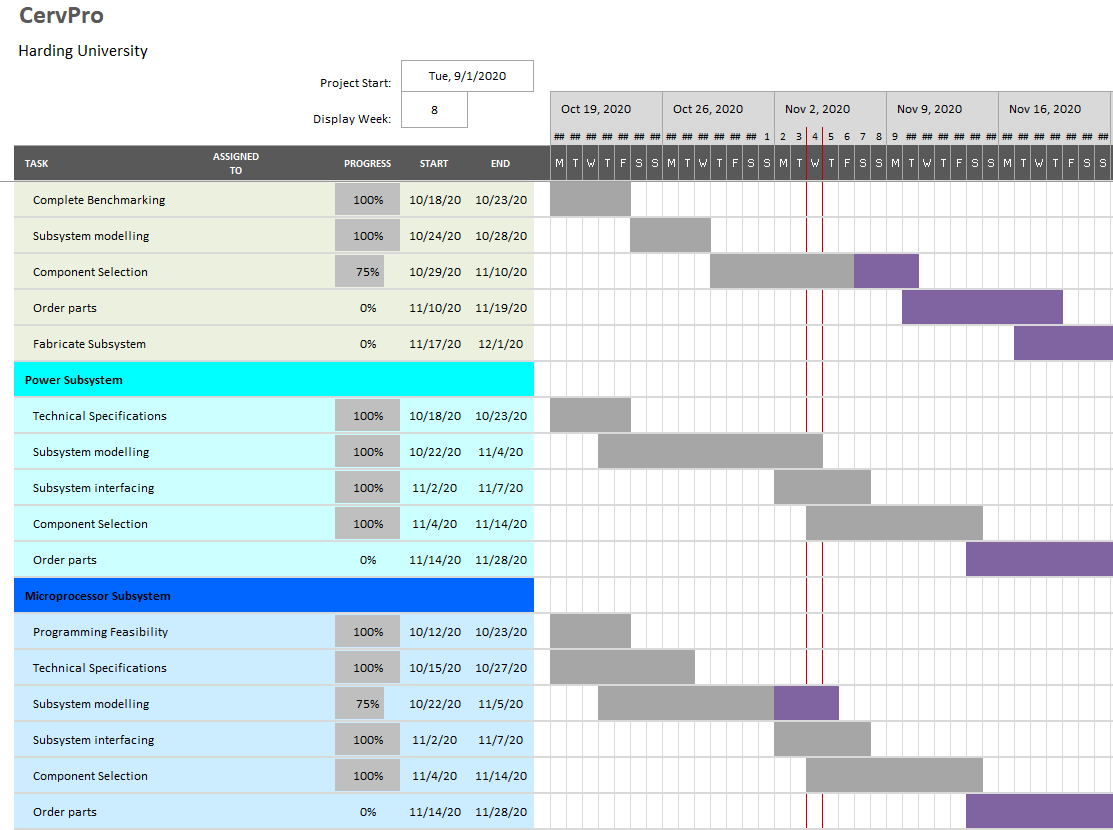 CervPro
Harding University
Project Start: Tue, 9/1/2020
Display Week: 8
Oct 19, 2020 Oct 26, 2020 Nov 2, 2020 Nov 9, 2020 Nov 16, 2020
## ## ## ## ## ## ## ## ## ## ## ## ## 1 2 3 4 5 6 7 8 9 ## ## ## ## ## ## ## ## ## ## ## ## ##
TASK ASSIGNED TO PROGRESS START END M T W T F S S M T W T F S S M T W T F S S M T W T F S S M T W T F S S
Complete Benchmarking 100% 10/18/20 10/23/20
Subsystem modelling 100% 10/24/20 10/28/20
Component Selection 75% 10/29/20 11/10/20
Order parts 0% 11/10/20 11/19/20
Fabricate Subsystem 0% 11/17/20 12/1/20
Power Subsystem
Technical Specifications 100% 10/18/20 10/23/20
Subsystem modelling 100% 10/22/20 11/4/20
Subsystem interfacing 100% 11/2/20 11/7/20
Component Selection 100% 11/4/20 11/14/20
Order parts 0% 11/14/20 11/28/20
Microprocessor Subsystem
Programming Feasibility 100% 10/12/20 10/23/20
Technical Specifications 100% 10/15/20 10/27/20
Subsystem modelling 75% 10/22/20 11/5/20
Subsystem interfacing 100% 11/2/20 11/7/20
Component Selection 100% 11/4/20 11/14/20
Order parts 0% 11/14/20 11/28/20